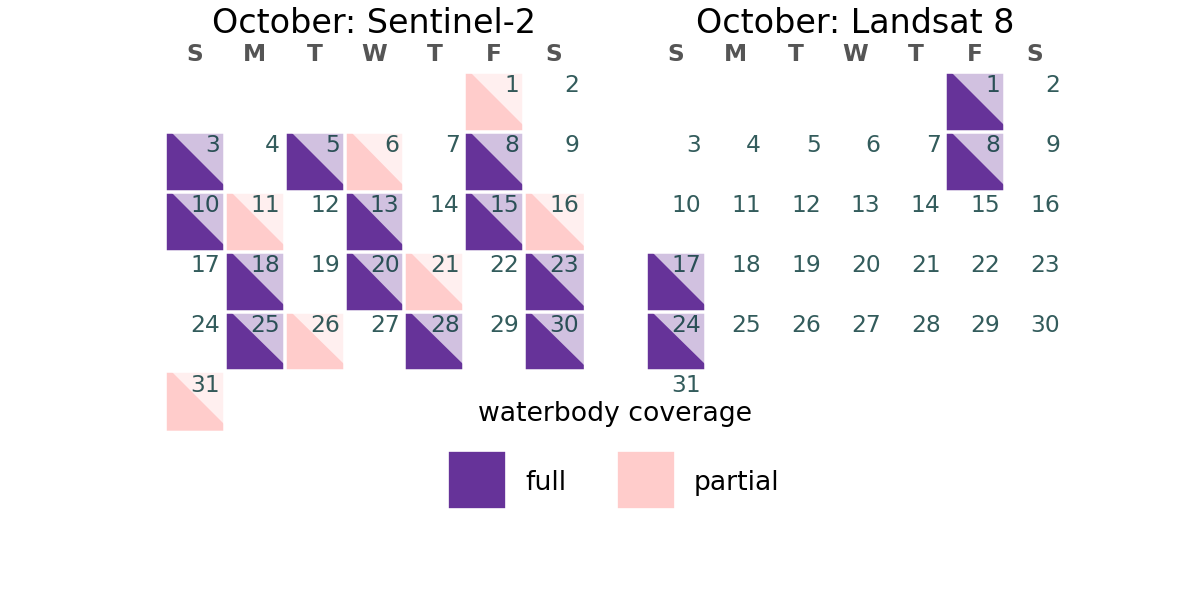 October: Sentinel-2
S M T W T F S
1 2
3 4 5 6 7 8 9
10 11 12 13 14 15 16
17 18 19 20 21 22 23
24 25 26 27 28 29 30
31
October: Landsat 8
S M T W T F S
1 2
3 4 5 6 7 8 9
10 11 12 13 14 15 16
17 18 19 20 21 22 23
24 25 26 27 28 29 30
31
waterbody coverage
full partial